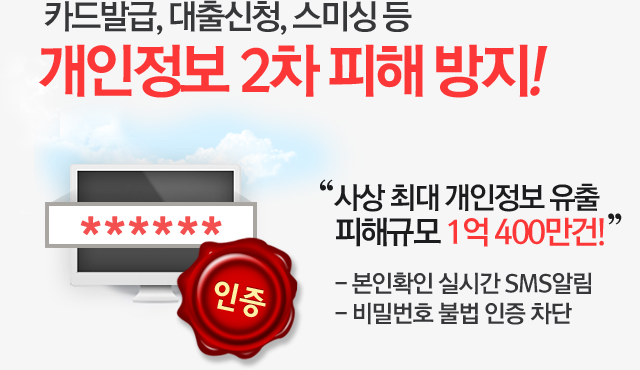 카드발급, 대출신청, 스미싱 등
개인정보 2차 피해 방지!
“사상 최대 개인정보 유출
피해규모 1억 400만건!”
******
인증
- 본인확인 실시간 SMS알림
- 비밀번호 불법 인증 차단